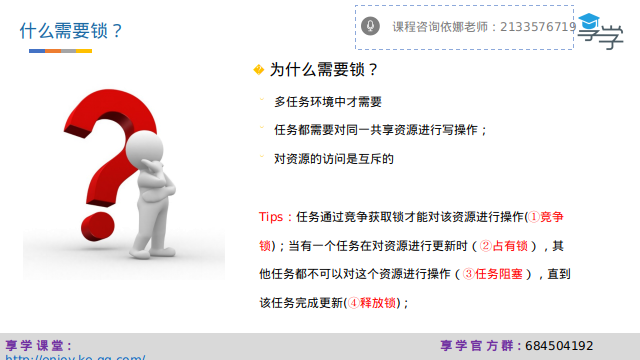 什么需要锁？
课程咨询依娜老师：2133576719
享学
� 为什么需要锁？
多任务环境中才需要
任务都需要对同一共享资源进行写操作；
对资源的访问是互斥的
Tips：任务通过竞争获取锁才能对该资源进行操作(①竞争
锁)；当有一个任务在对资源进行更新时（②占有锁），其
他任务都不可以对这个资源进行操作（③任务阻塞），直到
该任务完成更新(④释放锁)；
享学课堂：
http://enjoy.ke.qq.com/
享学官方群：684504192